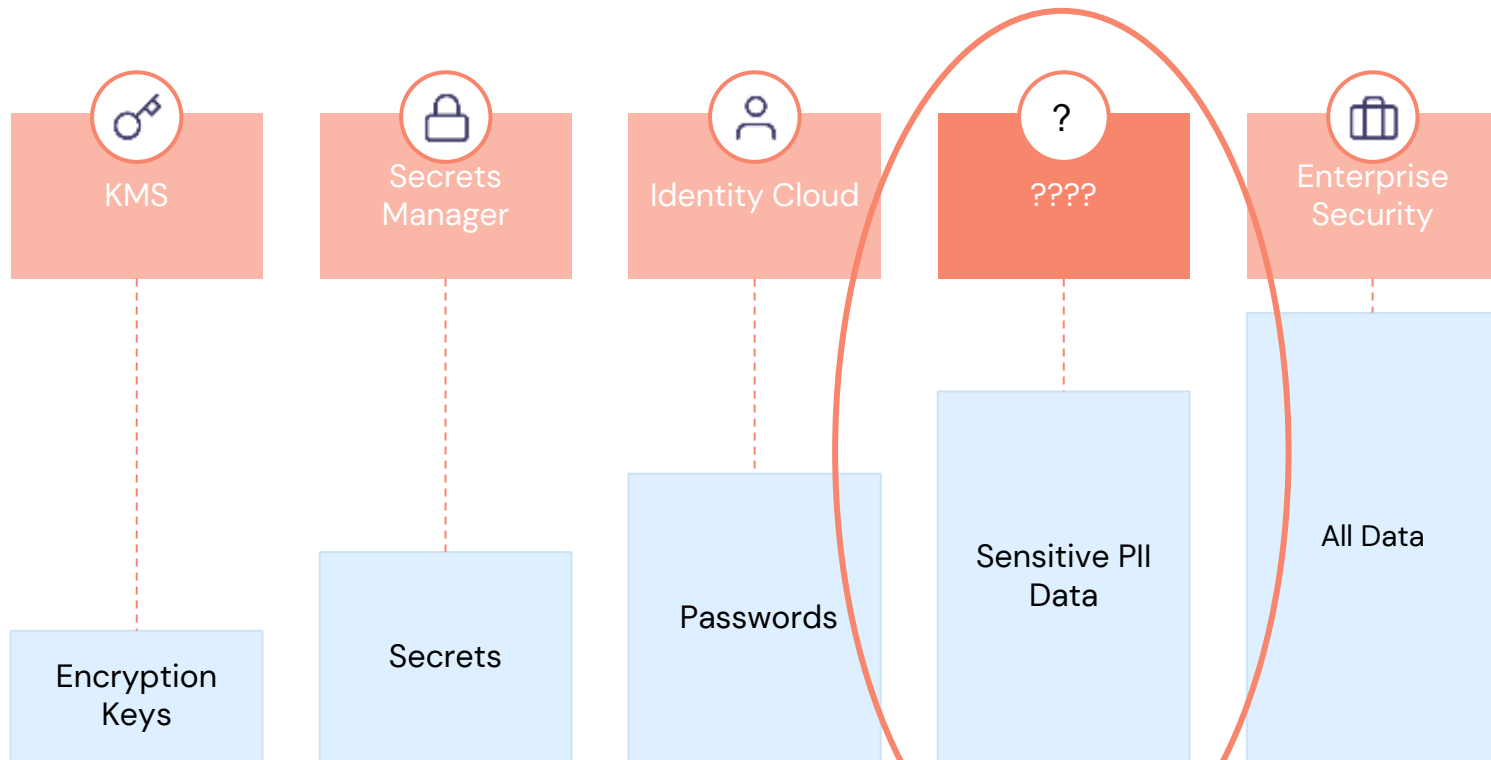 KMS
Secrets
Manager
Identity Cloud
?
????
Enterprise
Security
Encryption
Keys
Secrets
Passwords
Sensitive PII
Data
All Data